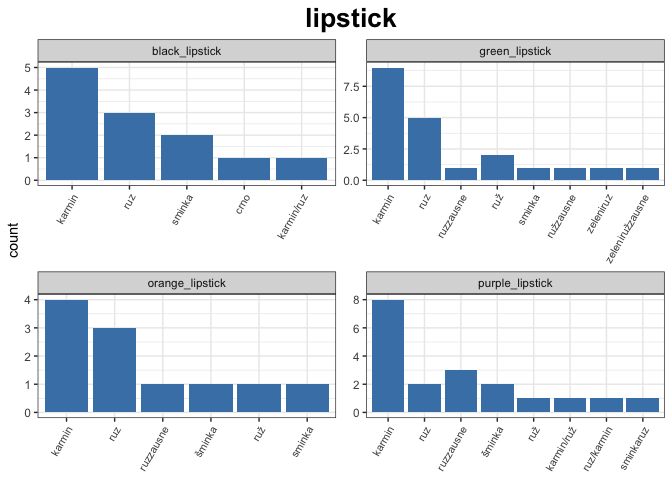 lipstick
black_lipstick
5
4
3
2
1
0
karmin
ruz
sminka
crno
karmin/ruz
green_lipstick
7.5
5.0
2.5
0.0
karmin
ruz
ruzzausne
ruž
sminka
ružzausne
zeleniruz
zeleniružzausne
count
orange_lipstick
4
3
2
1
0
karmin
ruz
ruzzausne
šminka
ruž
sminka
purple_lipstick
8
6
4
2
0
karmin
ruz
ruzzausne
šminka
ruž
karmin/ruž
ruz/karmin
sminkaruz